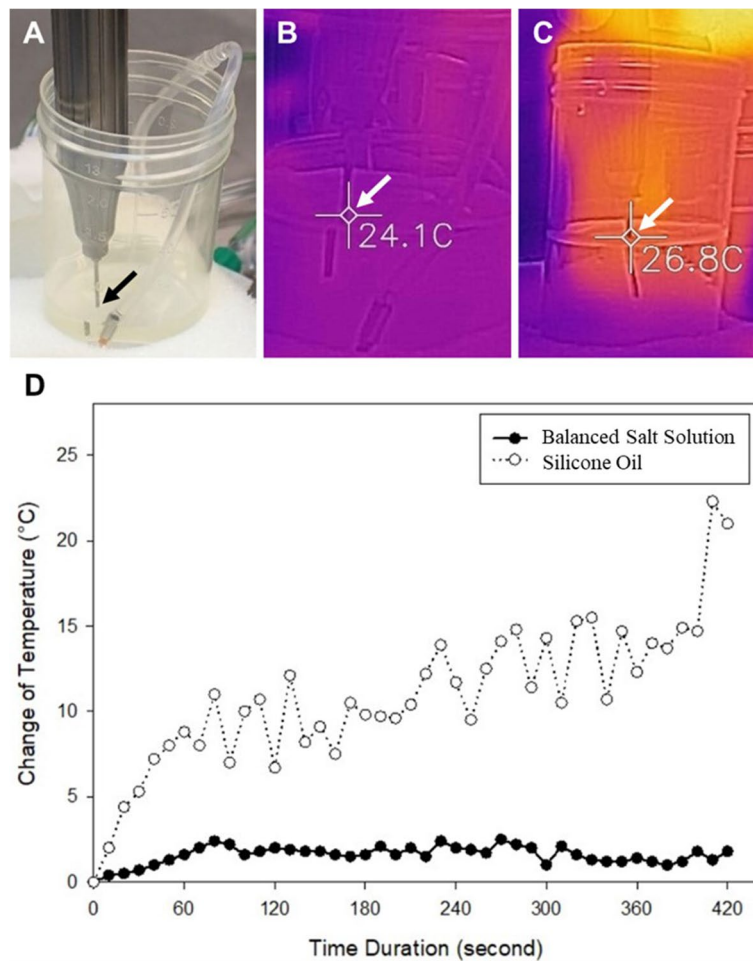 A
B
C
24.1C
26.8C
D
Balanced Salt Solution
Silicone Oil
25
20
15
10
5
0
Change of Temperature (°C)
0 60 120 180 240 300 360 420
Time Duration (second)